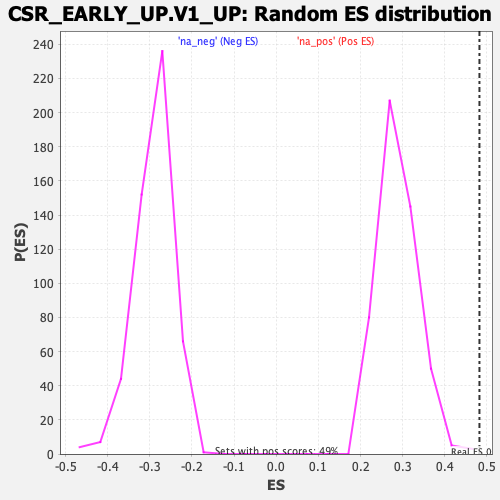 CSR_EARLY_UP.V1_UP: Random ES distribution
'na_neg' (Neg ES) 'na_pos' (Pos ES)
240
220
200
180
160
140
120
100
80
60
40
20
0
P(ES)
Sets with pos scores: 49%
Real ES 0
-0.5 -0.4 -0.3 -0.2 -0.1 0.0 0.1 0.2 0.3 0.4 0.5
ES